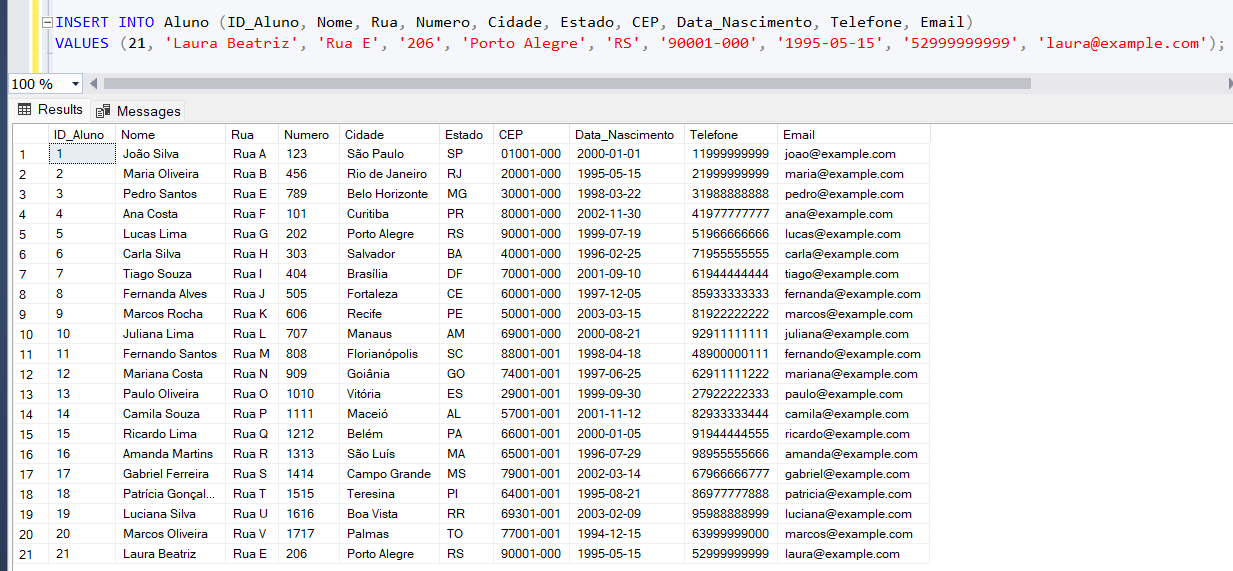 INSERT INTO Aluno (ID_Aluno, Nome, Rua, Numero, Cidade, Estado, CEP, Data_Nascimento, Telefone, Email)
VALUES (21, 'Laura Beatriz', 'Rua E', '206', 'Porto Alegre', 'RS', '90001-000', '1995-05-15', '52999999999', 'laura@example.com');
100 %
Results Messages
ID_Aluno Nome Rua Numero Cidade Estado CEP Data_Nascimento Telefone Email
1 1 João Silva Rua A 123 São Paulo SP 01001-000 2000-01-01 11999999999 joao@example.com
2 2 Maria Oliveira Rua B 456 Rio de Janeiro RJ 20001-000 1995-05-15 21999999999 maria@example.com
3 3 Pedro Santos Rua E 789 Belo Horizonte MG 30001-000 1998-03-22 31988888888 pedro@example.com
4 4 Ana Costa Rua F 101 Curitiba PR 80001-000 2002-11-30 41977777777 ana@example.com
5 5 Lucas Lima Rua G 202 Porto Alegre RS 90001-000 1999-07-19 51966666666 lucas@example.com
6 6 Carla Silva Rua H 303 Salvador BA 40001-000 1996-02-25 71955555555 carla@example.com
7 7 Tiago Souza Rua I 404 Brasília DF 70001-000 2001-09-10 61944444444 tiago@example.com
8 8 Fernanda Alves Rua J 505 Fortaleza CE 60001-000 1997-12-05 85933333333 fernanda@example.com
9 9 Marcos Rocha Rua K 606 Recife PE 50001-000 2003-03-15 81922222222 marcos@example.com
10 10 Juliana Lima Rua L 707 Manaus AM 69001-000 2000-08-21 92911111111 juliana@example.com
11 11 Fernando Santos Rua M 808 Florianópolis SC 88001-001 1998-04-18 48900000111 fernando@example.com
12 12 Mariana Costa Rua N 909 Goiânia GO 74001-001 1997-06-25 62911111222 mariana@example.com
13 13 Paulo Oliveira Rua O 1010 Vitória ES 29001-001 1999-09-30 27922222333 paulo@example.com
14 14 Camila Souza Rua P 1111 Maceió AL 57001-001 2001-11-12 82933333444 camila@example.com
15 15 Ricardo Lima Rua Q 1212 Belém PA 66001-001 2000-01-05 91944444555 ricardo@example.com
16 16 Amanda Martins Rua R 1313 São Luís MA 65001-001 1996-07-29 98955555666 amanda@example.com
17 17 Gabriel Ferreira Rua S 1414 Campo Grande MS 79001-001 2002-03-14 67966666777 gabriel@example.com
18 18 Patrícia Gonçal... Rua T 1515 Teresina PI 64001-001 1995-08-21 86977777888 patricia@example.com
19 19 Luciana Silva Rua U 1616 Boa Vista RR 69301-001 2003-02-09 95988888999 luciana@example.com
20 20 Marcos Oliveira Rua V 1717 Palmas TO 77001-001 1994-12-15 63999999000 marcos@example.com
21 21 Laura Beatriz Rua E 206 Porto Alegre RS 90001-000 1995-05-15 52999999999 laura@example.com